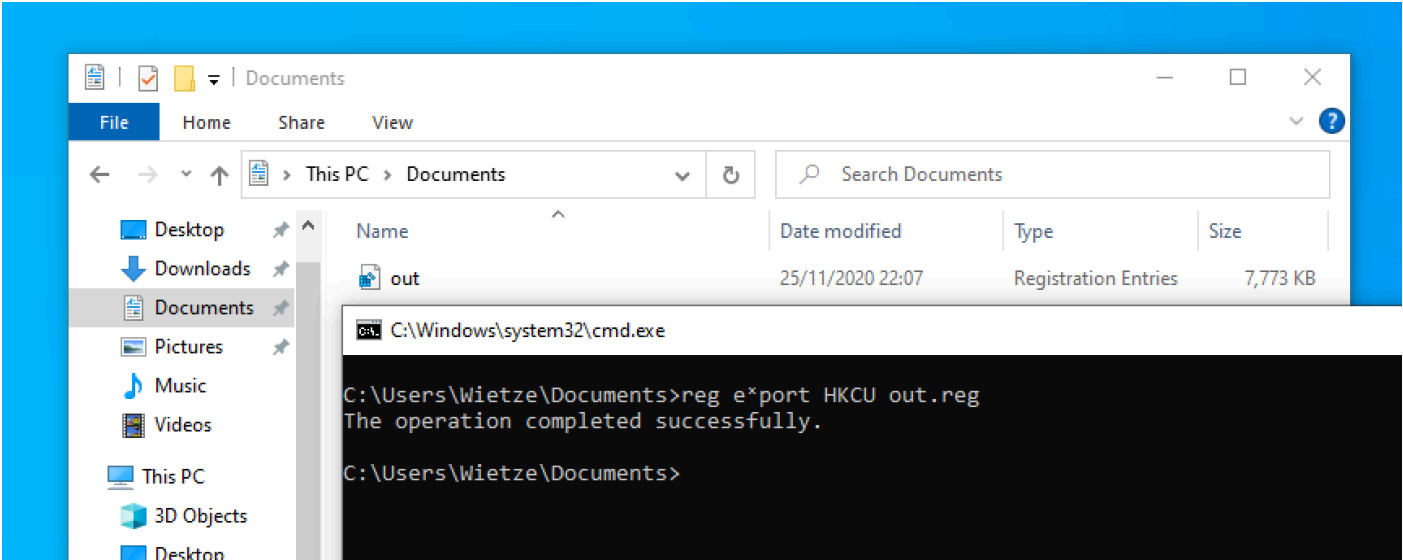 Documents
File Home Share View
This PC > Documents
Search Documents
Name Date modified Type Size
out 25/11/2020 22:07 Registration Entries 7,773 KB
Desktop
Downloads
Documents
Pictures
Music
Videos
This PC
3D Objects
Desktop
C:\Windows\system32\cmd.exe
C:\Users\Wietze\Documents>reg eˣport HKCU out.reg
The operation completed successfully.
C:\Users\Wietze\Documents>